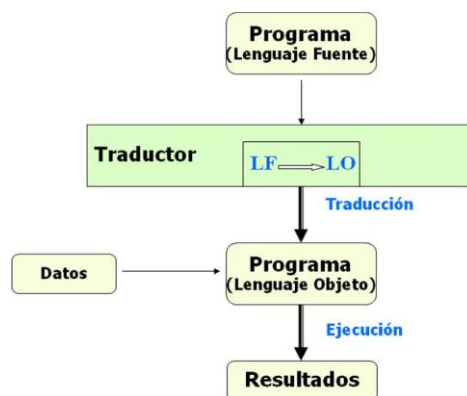 Programa
(Lenguaje Fuente)
Traductor
LF LO
Traducción
Datos
Programa
(Lenguaje Objeto)
Ejecución
Resultados